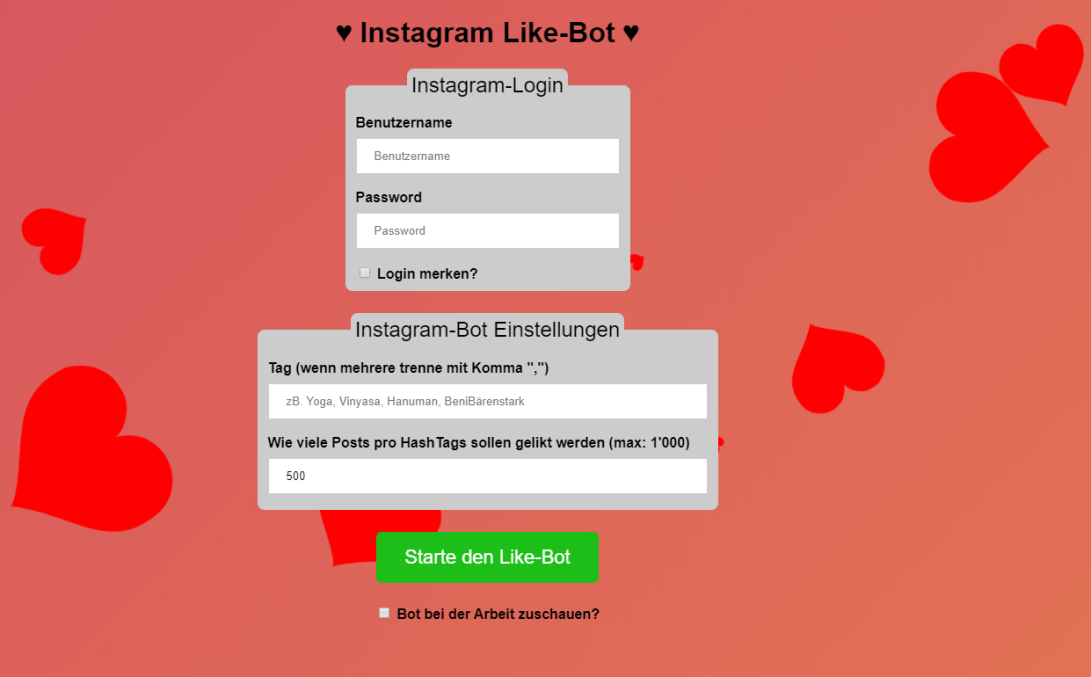 ♥ Instagram Like-Bot ♥
Instagram-Login
Benutzername
Benutzername
Password
Password
Login merken?
Instagram-Bot Einstellungen
Tag (wenn mehrere trenne mit Komma ",")
zB. Yoga, Vinyasa, Hanuman, BeniBärenstark
Wie viele Posts pro HashTags sollen gelikt werden (max: 1'000)
500
Starte den Like-Bot
Bot bei der Arbeit zuschauen?